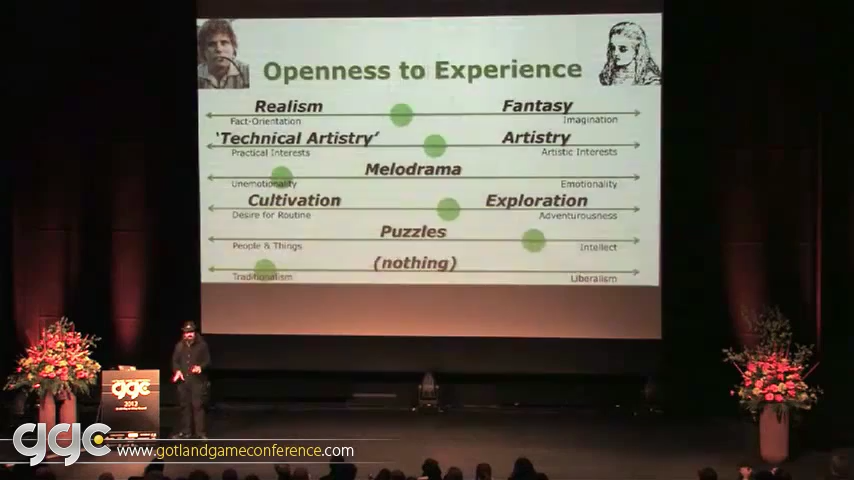 Openness to Experience
Realism Fantasy
Fact-Orientation Imagination
'Technical Artistry' Artistry
Practical Interests Artistic Interests
Melodrama
Unemotionality Emotionality
Cultivation Exploration
Desire for Routine Adventurousness
Puzzles
People & Things Intellect
(nothing)
Traditionalism Liberalism
ggc
2013
ggc www.gotlandgameconference.com